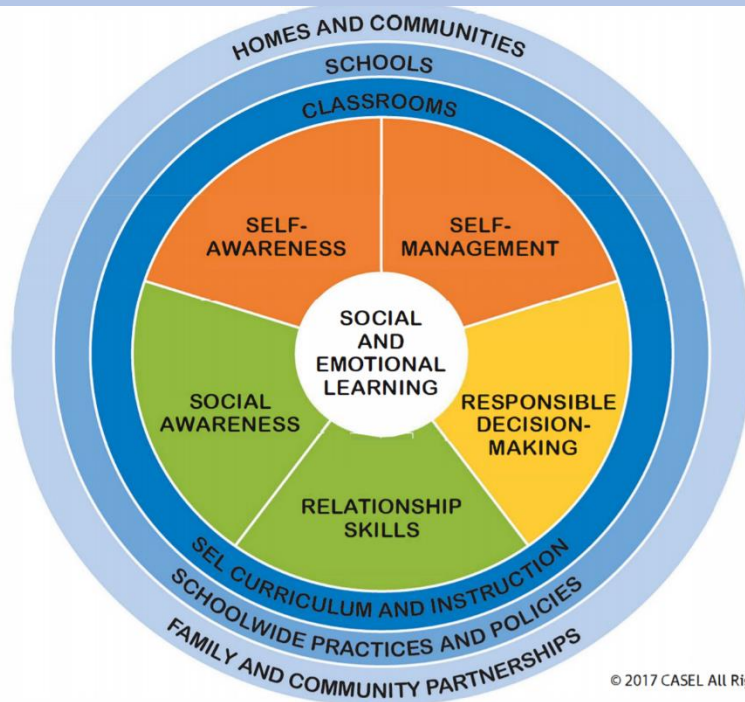 HOMES AND COMMUNITIES
SCHOOLS
CLASSROOMS
SELF-
AWARENESS
SELF-
MANAGEMENT
SOCIAL
AND
EMOTIONAL
LEARNING
SOCIAL
AWARENESS
RESPONSIBLE
DECISION-
MAKING
RELATIONSHIP
SKILLS
SEL CURRICULUM AND INSTRUCTION
SCHOOLWIDE PRACTICES AND POLICIES
FAMILY AND COMMUNITY PARTNERSHIPS
© 2017 CASEL All